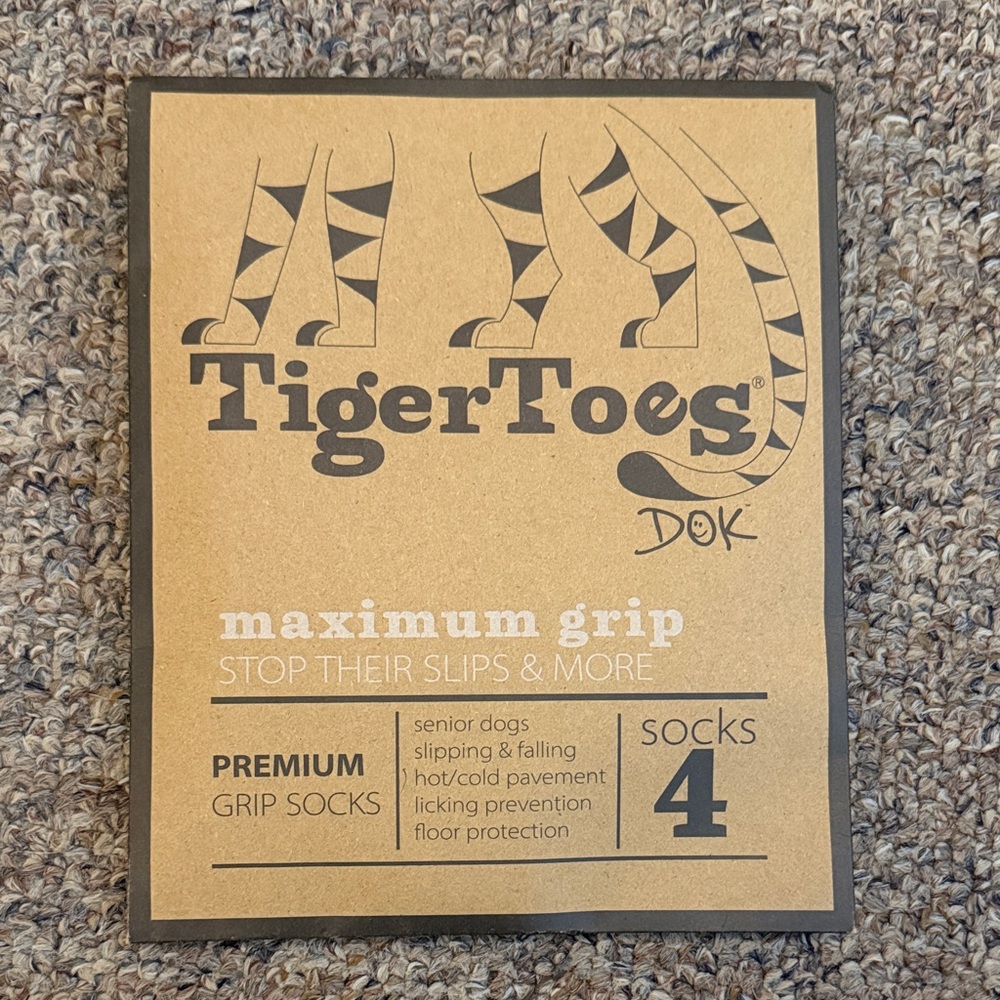 TigerToes®
DOK™
maximum grip
STOP THEIR SLIPS & MORE
PREMIUM
GRIP SOCKS
senior dogs
slipping & falling
hot/cold pavement
licking prevention
floor protection
socks
4